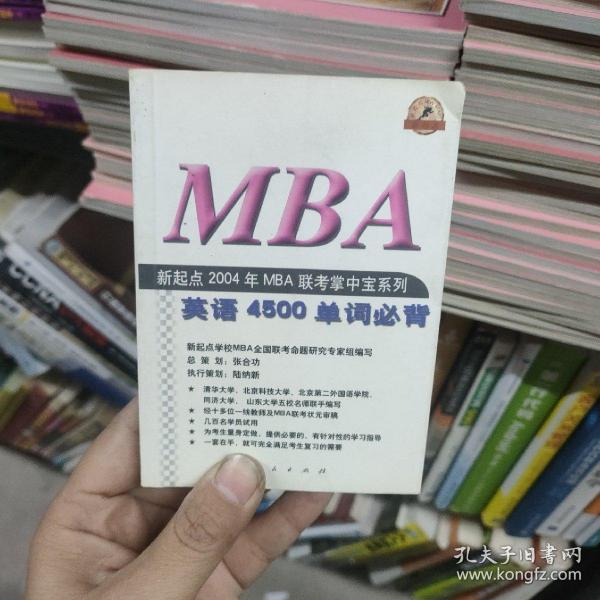 MBA
新起点 2004 年 MBA 联考掌中宝系列
英语 4500 单词必背
新起点学校MBA全国联考命题研究专家组编写
总 策 划：张合功
执行策划：陆纳新
★ 清华大学、北京科技大学、北京第二外国语学院、
同济大学、 山东大学五校名师联手编写
★ 经十多位一线教师及MBA联考状元审稿
★ 几百名学员试用
★ 为考生量身定做，提供必要的、有针对性的学习指导
★ 一套在手，就可完全满足考生复习的需要
民 出 版 社
孔夫子旧书网
www.kongfz.com